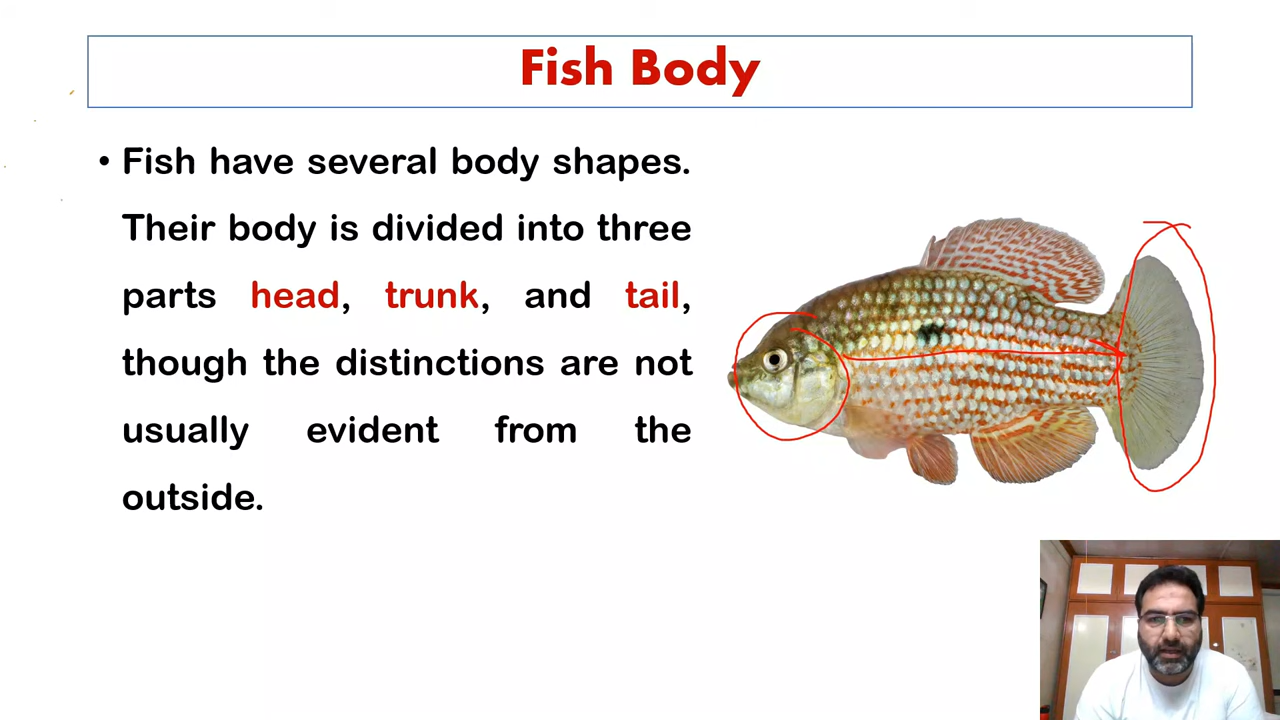 Fish Body
• Fish have several body shapes.
Their body is divided into three
parts head, trunk, and tail,
though the distinctions are not
usually evident from the
outside.